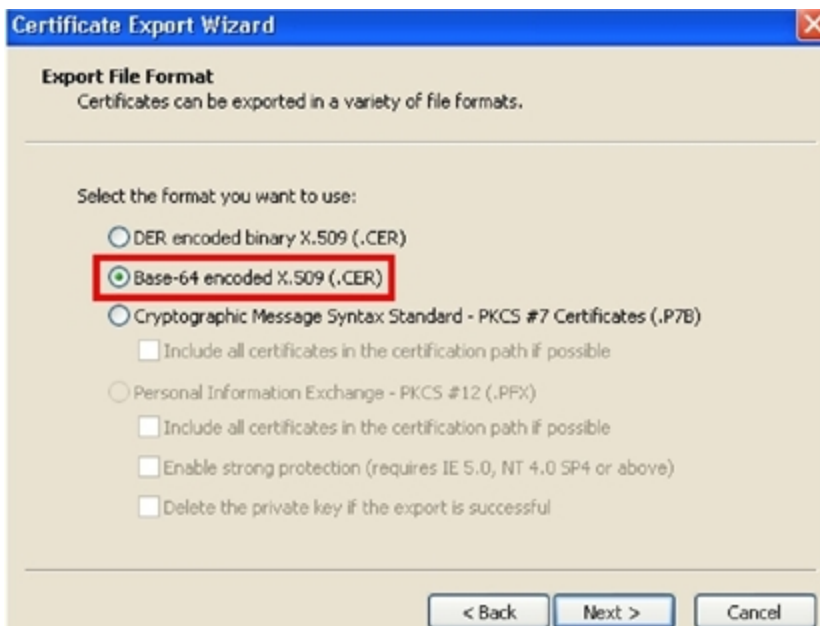 Certificate Export Wizard
Export File Format
Certificates can be exported in a variety of file formats.
Select the format you want to use:
DER encoded binary X.509 (.CER)
Base-64 encoded X.509 (.CER)
Cryptographic Message Syntax Standard - PKCS #7 Certificates (.P7B)
Include all certificates in the certification path if possible
Personal Information Exchange - PKCS #12 (.PFX)
Include all certificates in the certification path if possible
Enable strong protection (requires IE 5.0, NT 4.0 SP4 or above)
Delete the private key if the export is successful
< Back Next > Cancel